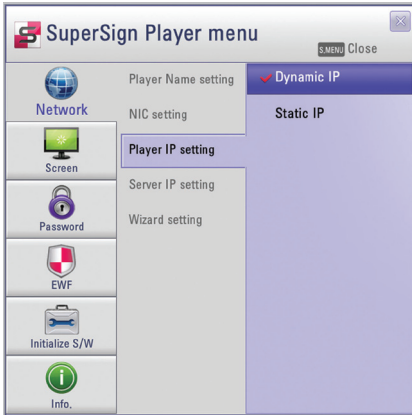 SuperSign Player menu
S.MENU Close
Network
Screen
Password
EWF
Initialize S/W
Info.
Player Name setting
NIC setting
Player IP setting
Server IP setting
Wizard setting
Dynamic IP
Static IP